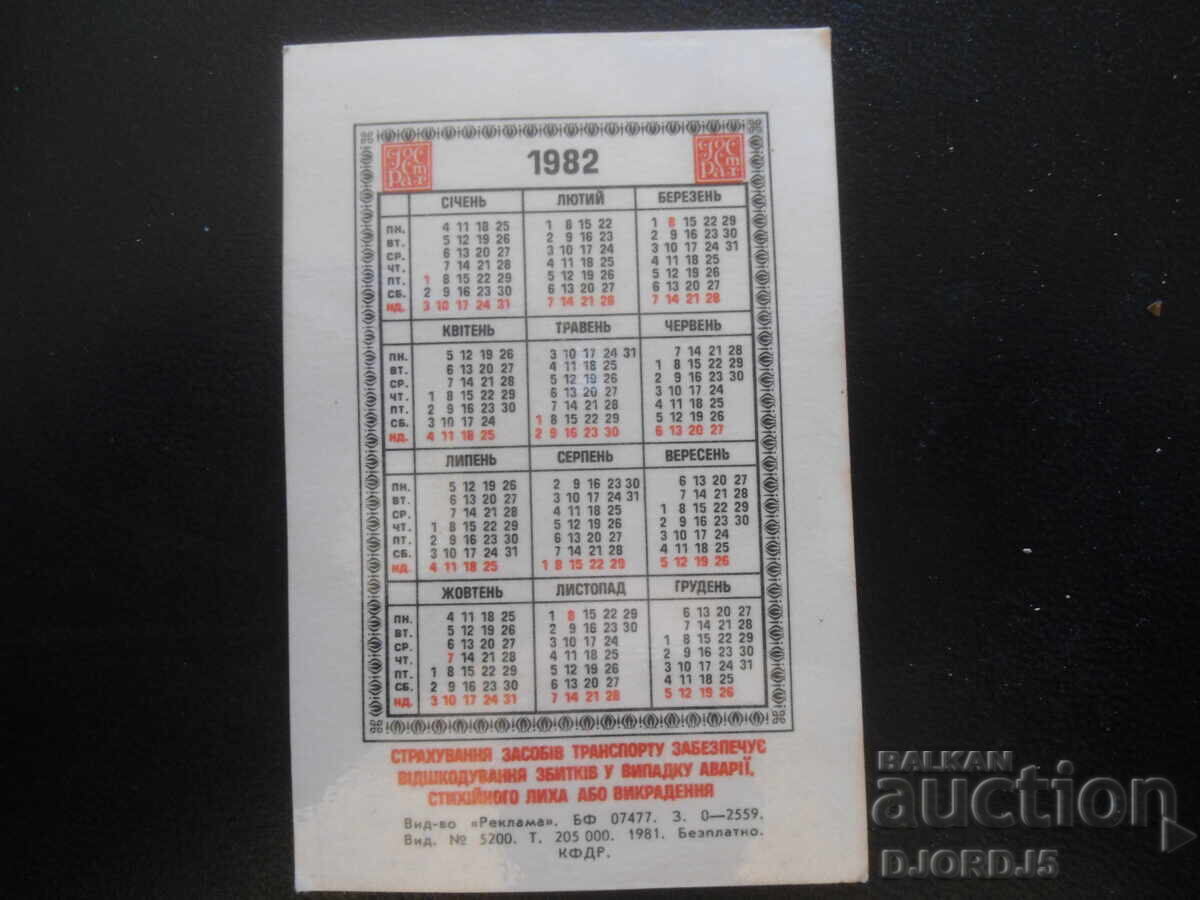 Гос ст рах 1982 Гос ст рах
СІЧЕНЬ ЛЮТИЙ БЕРЕЗЕНЬ
ПН. 4 11 18 25 1 8 15 22 1 8 15 22 29
ВТ. 5 12 19 26 2 9 16 23 2 9 16 23 30
СР. 6 13 20 27 3 10 17 24 3 10 17 24 31
ЧТ. 7 14 21 28 4 11 18 25 4 11 18 25
ПТ. 1 8 15 22 29 5 12 19 26 5 12 19 26
СБ. 2 9 16 23 30 6 13 20 27 6 13 20 27
НД. 3 10 17 24 31 7 14 21 28 7 14 21 28
КВІТЕНЬ ТРАВЕНЬ ЧЕРВЕНЬ
ПН. 5 12 19 26 3 10 17 24 31 7 14 21 28
ВТ. 6 13 20 27 4 11 18 25 1 8 15 22 29
СР. 7 14 21 28 5 12 19 26 2 9 16 23 30
ЧТ. 1 8 15 22 29 6 13 20 27 3 10 17 24
ПТ. 2 9 16 23 30 7 14 21 28 4 11 18 25
СБ. 3 10 17 24 1 8 15 22 29 5 12 19 26
НД. 4 11 18 25 2 9 16 23 30 6 13 20 27
ЛИПЕНЬ СЕРПЕНЬ ВЕРЕСЕНЬ
ПН. 5 12 19 26 2 9 16 23 30 6 13 20 27
ВТ. 6 13 20 27 3 10 17 24 31 7 14 21 28
СР. 7 14 21 28 4 11 18 25 1 8 15 22 29
ЧТ. 1 8 15 22 29 5 12 19 26 2 9 16 23 30
ПТ. 2 9 16 23 30 6 13 20 27 3 10 17 24
СБ. 3 10 17 24 31 7 14 21 28 4 11 18 25
НД. 4 11 18 25 1 8 15 22 29 5 12 19 26
ЖОВТЕНЬ ЛИСТОПАД ГРУДЕНЬ
ПН. 4 11 18 25 1 8 15 22 29 6 13 20 27
ВТ. 5 12 19 26 2 9 16 23 30 7 14 21 28
СР. 6 13 20 27 3 10 17 24 1 8 15 22 29
ЧТ. 7 14 21 28 4 11 18 25 2 9 16 23 30
ПТ. 1 8 15 22 29 5 12 19 26 3 10 17 24 31
СБ. 2 9 16 23 30 6 13 20 27 4 11 18 25
НД. 3 10 17 24 31 7 14 21 28 5 12 19 26
СТРАХУВАННЯ ЗАСОБІВ ТРАНСПОРТУ ЗАБЕЗПЕЧУЄ
ВІДШКОДУВАННЯ ЗБИТКІВ У ВИПАДКУ АВАРІЇ,
СТИХІЙНОГО ЛИХА АБО ВИКРАДЕННЯ
Вид-во «Реклама». БФ 07477. З. 0—2559.
Вид. № 5200. Т. 205 000. 1981. Безплатно.
КФДР.
BALKAN
auction
DJORDJ5